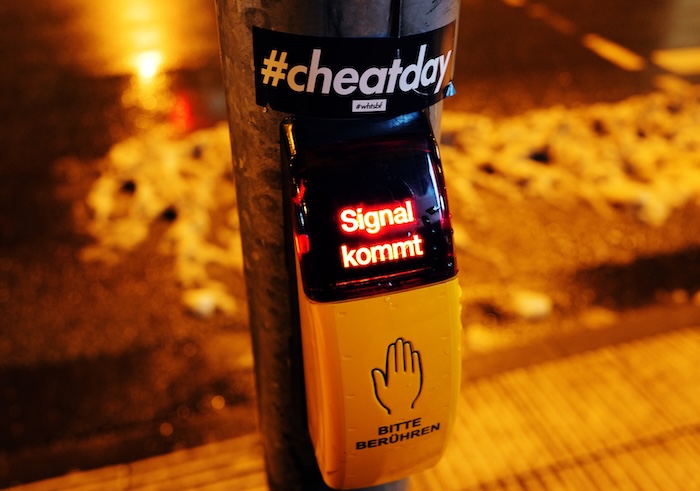 #cheatday
#whtsbf
Signal
kommt
BITTE
BERÜHREN